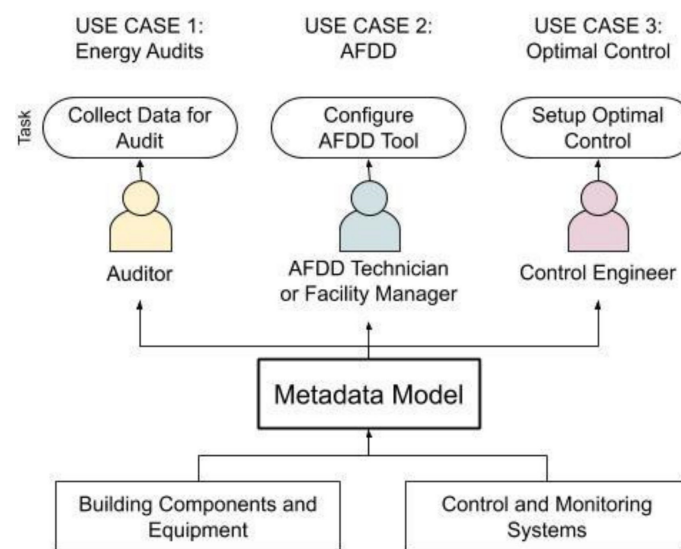 USE CASE 1:
Energy Audits
USE CASE 2:
AFDD
USE CASE 3:
Optimal Control
Task
Collect Data for
Audit
Configure
AFDD Tool
Setup Optimal
Control
Auditor
AFDD Technician
or Facility Manager
Control Engineer
Metadata Model
Building Components and
Equipment
Control and Monitoring
Systems